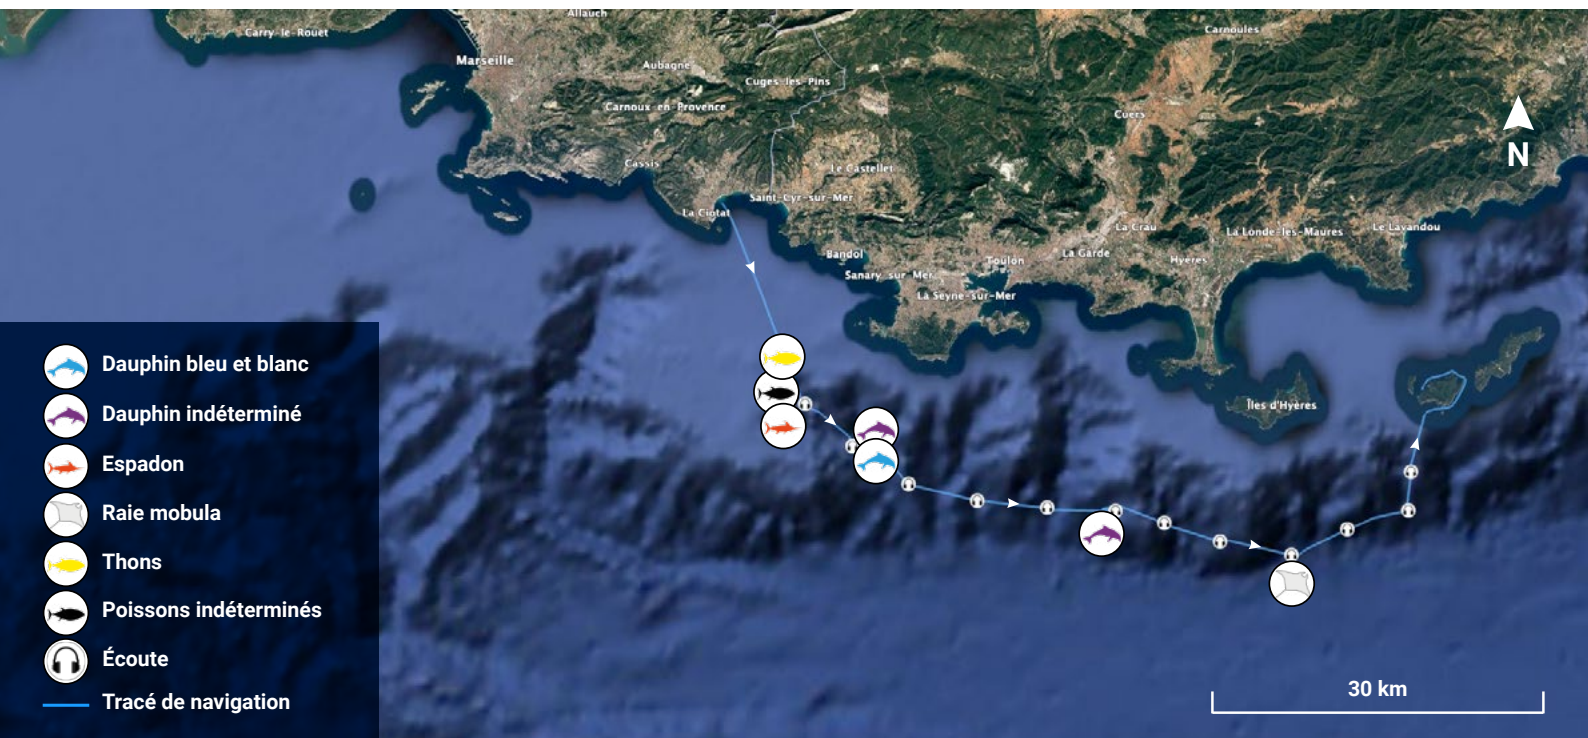 Allauch
Carry-le-Rouet
Carnoules
Marseille
Aubagne
Cuges-les-Pins
Carnoux-en-Provence
Cuers
N
Cassis
Le Castellet
Saint-Cyr-sur-Mer
La Ciotat
La Crau
La Londe-les-Maures
Le Lavandou
Bandol
Toulon
La Garde
Hyères
Sanary-sur-Mer
La Seyne-sur-Mer
Îles d'Hyères
Dauphin bleu et blanc
Dauphin indéterminé
Espadon
Raie mobula
Thons
Poissons indéterminés
Écoute
Tracé de navigation
30 km